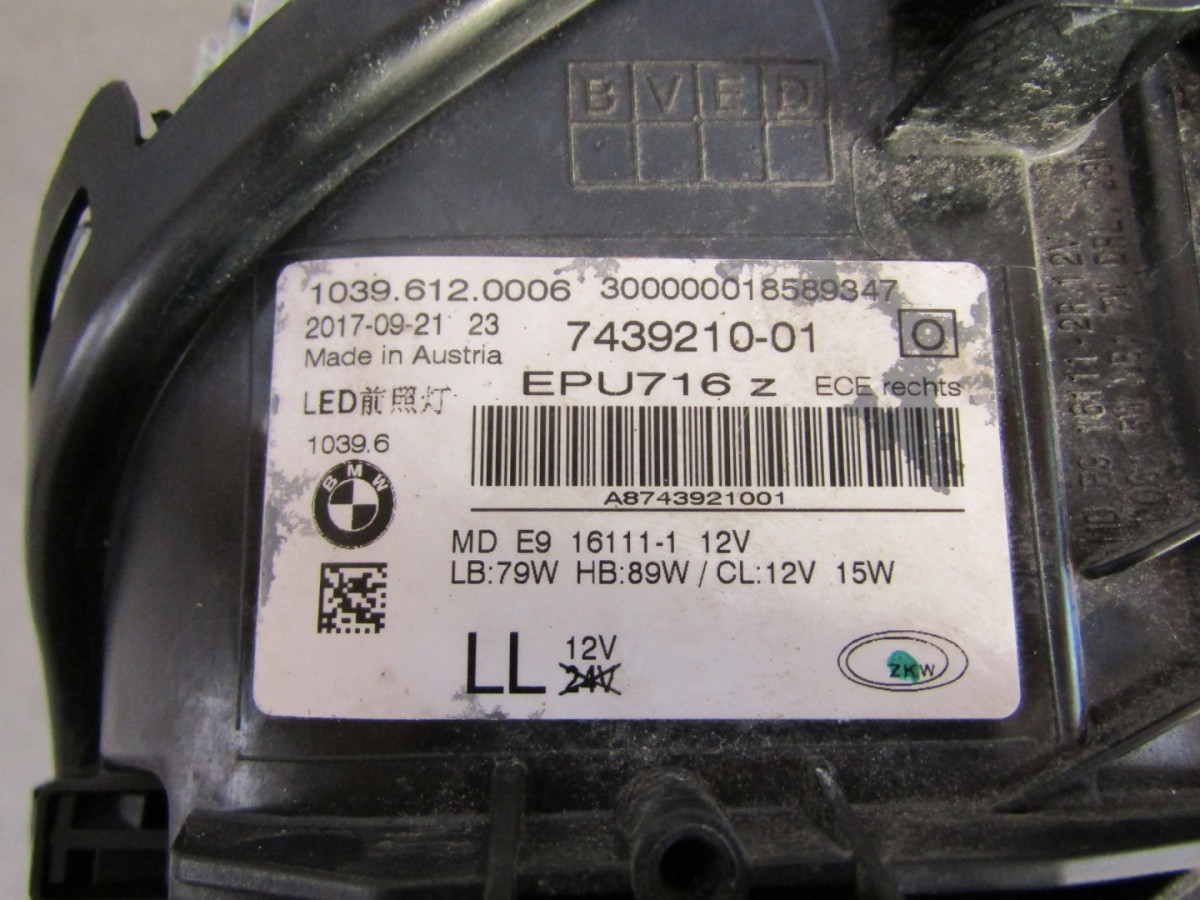 B V E D
1039.612.0006 300000018589347
2017-09-21 23
7439210-01 O
Made in Austria
EPU716 z ECE rechts
LED前照灯
1039.6
BMW
A8743921001
MD E9 16111-1 12V
LB:79W HB:89W / CL:12V 15W
LL 12V
24V
ZKW